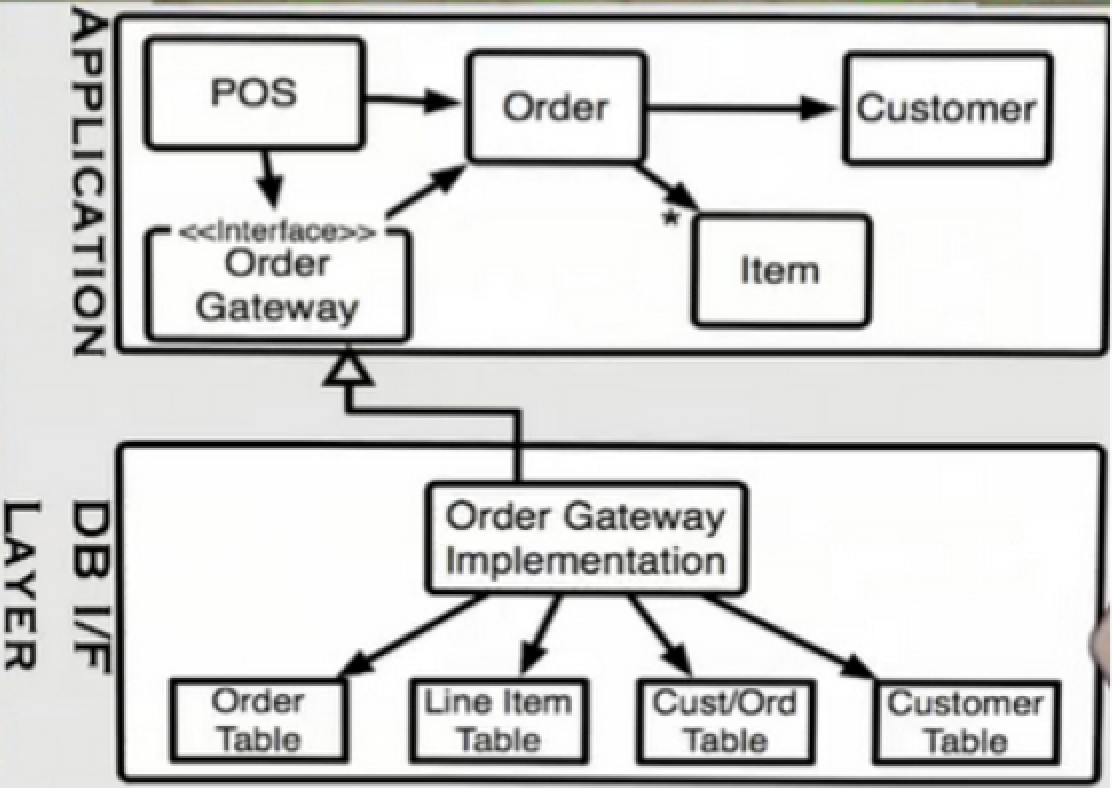 APPLICATION
POS
Order
Customer
<<Interface>>
Order
Gateway
*
Item
DB I/F
LAYER
Order Gateway
Implementation
Order
Table
Line Item
Table
Cust/Ord
Table
Customer
Table